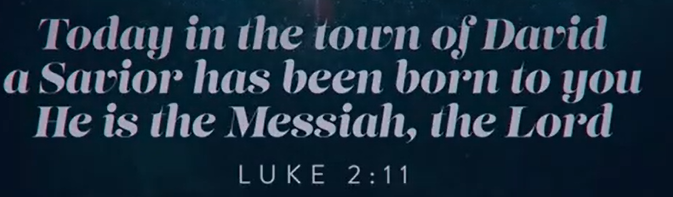 Today in the town of David
a Savior has been born to you
He is the Messiah, the Lord
LUKE 2:11